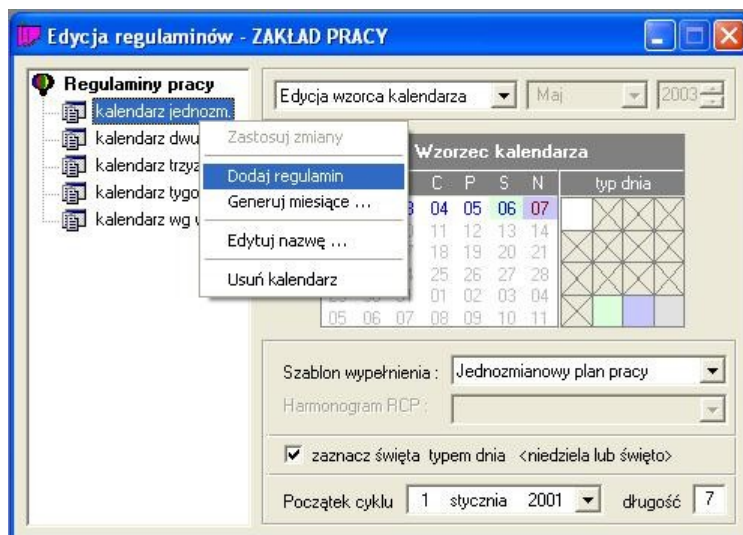 Edycja regulaminów - ZAKŁAD PRACY
Regulaminy pracy
kalendarz jednozm.
kalendarz
kalendarz
kalendarz
kalendarz wg
Zastosuj zmiany
Dodaj regulamin
Generuj miesiące ...
Edytuj nazwę ...
Usuń kalendarz
Edycja wzorca kalendarza Maj 2003
Wzorzec kalendarza
C P S N typ dnia
04 05 06 07
11 12 13 14
18 19 20 21
25 26 27 28
01 02 03 04
05 06 07 08 09 10 11
Szablon wypełnienia : Jednozmianowy plan pracy
Harmonogram RCP :
zaznacz święta typem dnia <niedziela lub święto>
Początek cyklu 1 stycznia 2001 długość 7